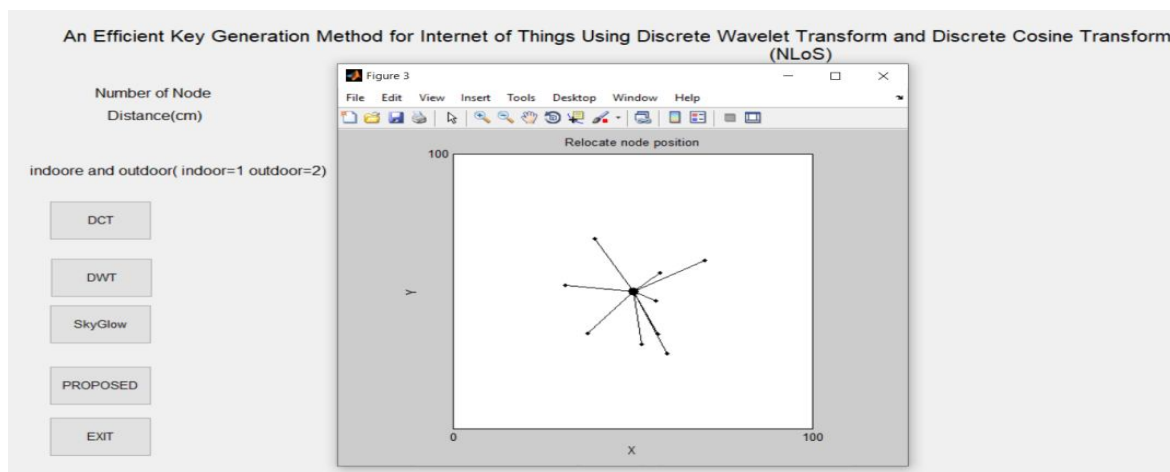 An Efficient Key Generation Method for Internet of Things Using Discrete Wavelet Transform and Discrete Cosine Transform
(NLoS)
Number of Node
Distance(cm)
indoore and outdoor( indoor=1 outdoor=2)
DCT
DWT
SkyGlow
PROPOSED
EXIT
Figure 3
File Edit View Insert Tools Desktop Window Help
Relocate node position
100
Y
0 100
X